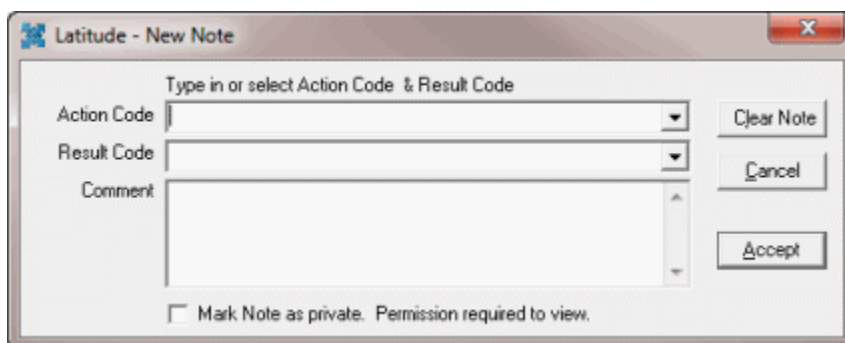 Latitude - New Note
Type in or select Action Code & Result Code
Action Code
Clear Note
Result Code
Cancel
Comment
Accept
Mark Note as private. Permission required to view.